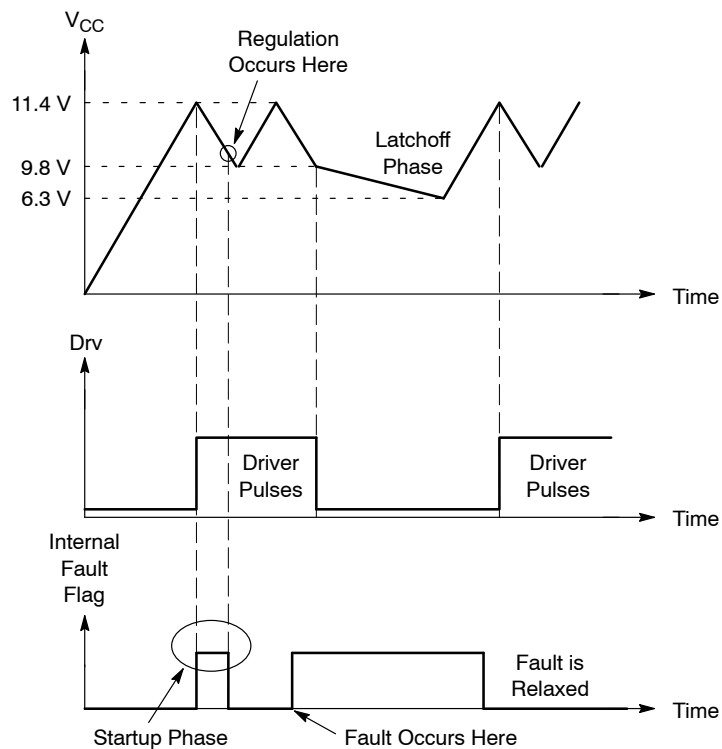 V_CC
Regulation
Occurs Here
11.4 V
9.8 V
6.3 V
Latchoff
Phase
Time
Drv
Driver
Pulses
Driver
Pulses
Time
Internal
Fault
Flag
Fault is
Relaxed
Time
Startup Phase
Fault Occurs Here